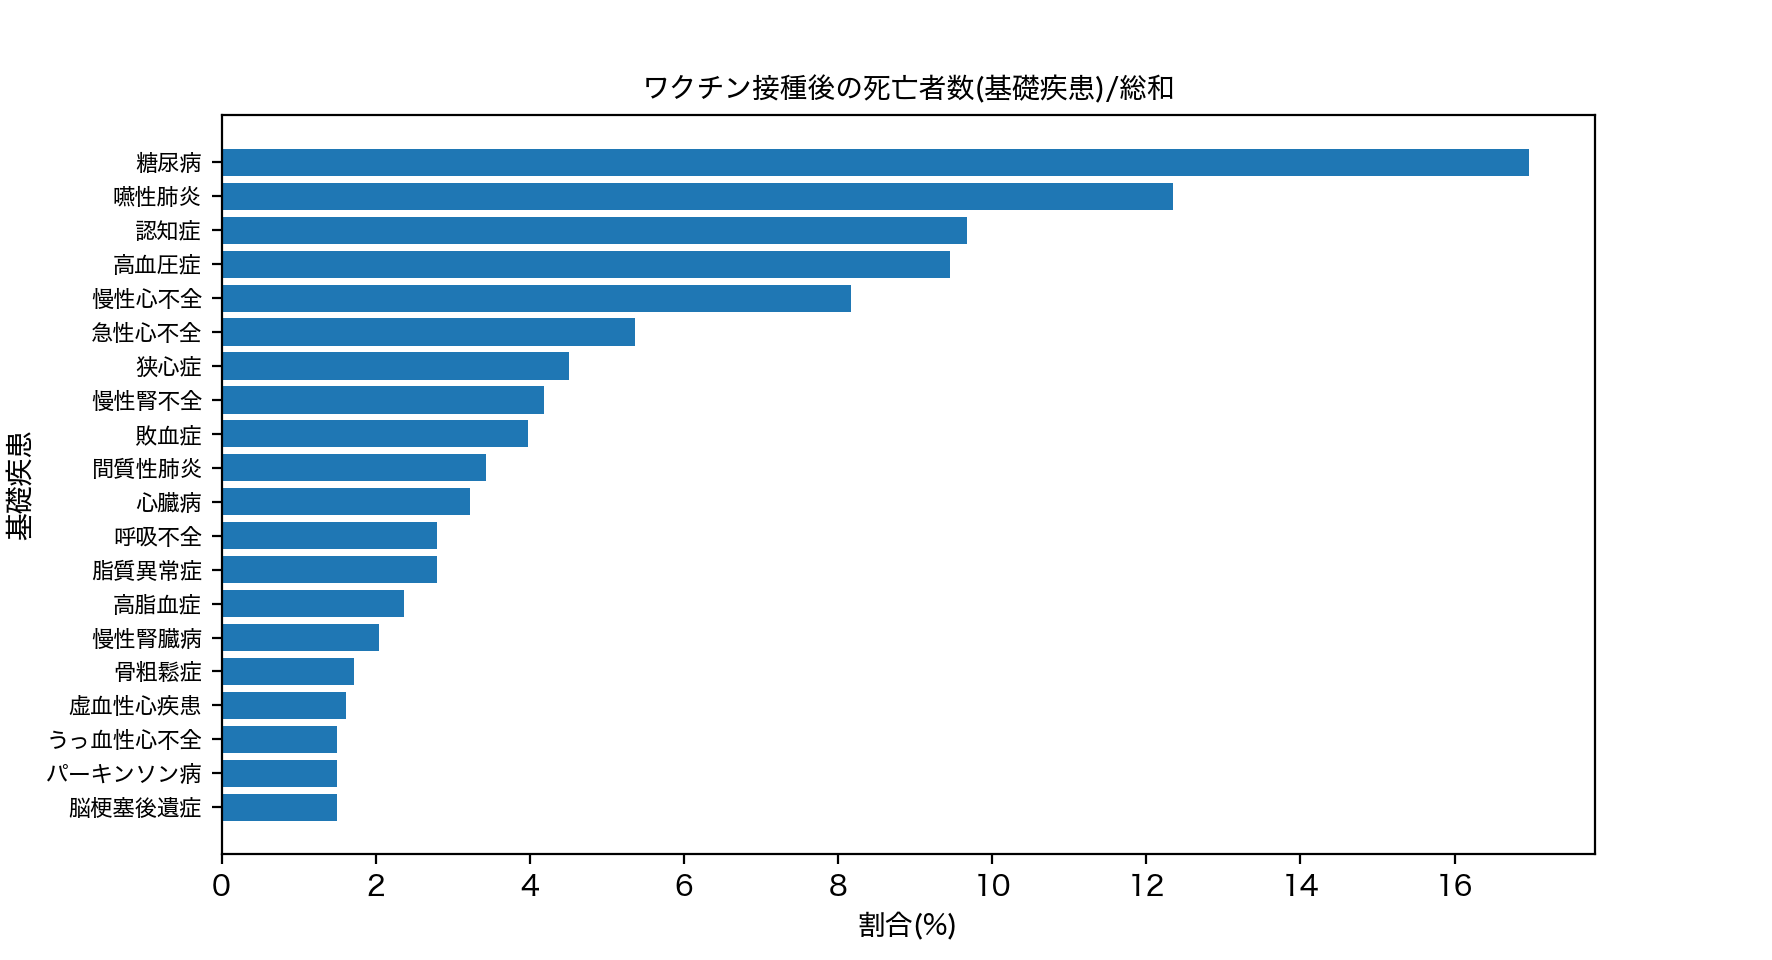 ワクチン接種後の死亡者数(基礎疾患)/総和
糖尿病
嚥性肺炎
認知症
高血圧症
慢性心不全
急性心不全
狭心症
慢性腎不全
敗血症
間質性肺炎
心臓病
呼吸不全
脂質異常症
高脂血症
慢性腎臓病
骨粗鬆症
虚血性心疾患
うっ血性心不全
パーキンソン病
脳梗塞後遺症
基礎疾患
0 2 4 6 8 10 12 14 16
割合(%)